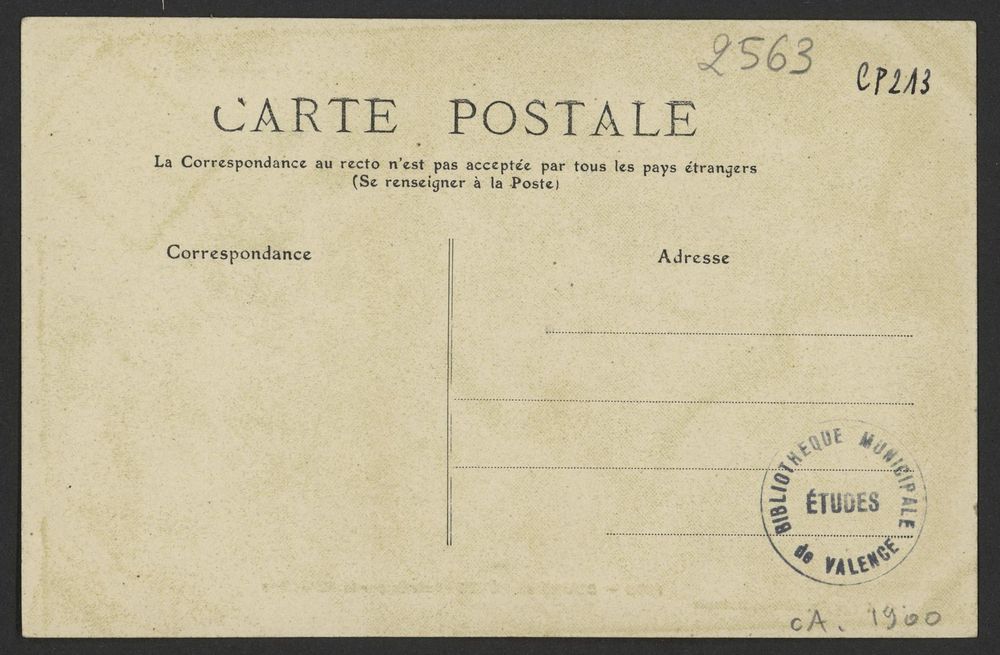 2563
CP213
CARTE POSTALE
La Correspondance au recto n'est pas acceptée par tous les pays étrangers
(Se renseigner à la Poste)
Correspondance
Adresse
BIBLIOTHEQUE MUNICIPALE
ÉTUDES
de VALENCE
CA. 1900